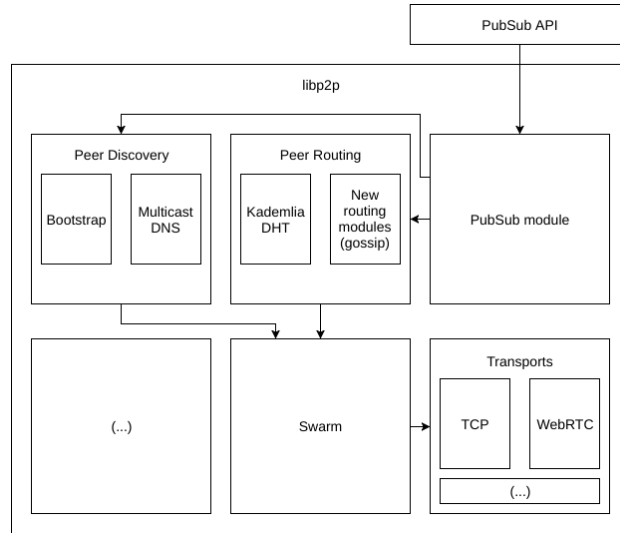 PubSub API
libp2p
Peer Discovery
Bootstrap
Multicast
DNS
Peer Routing
Kademlia
DHT
New
routing
modules
(gossip)
PubSub module
(...)
Swarm
Transports
TCP
WebRTC
(...)